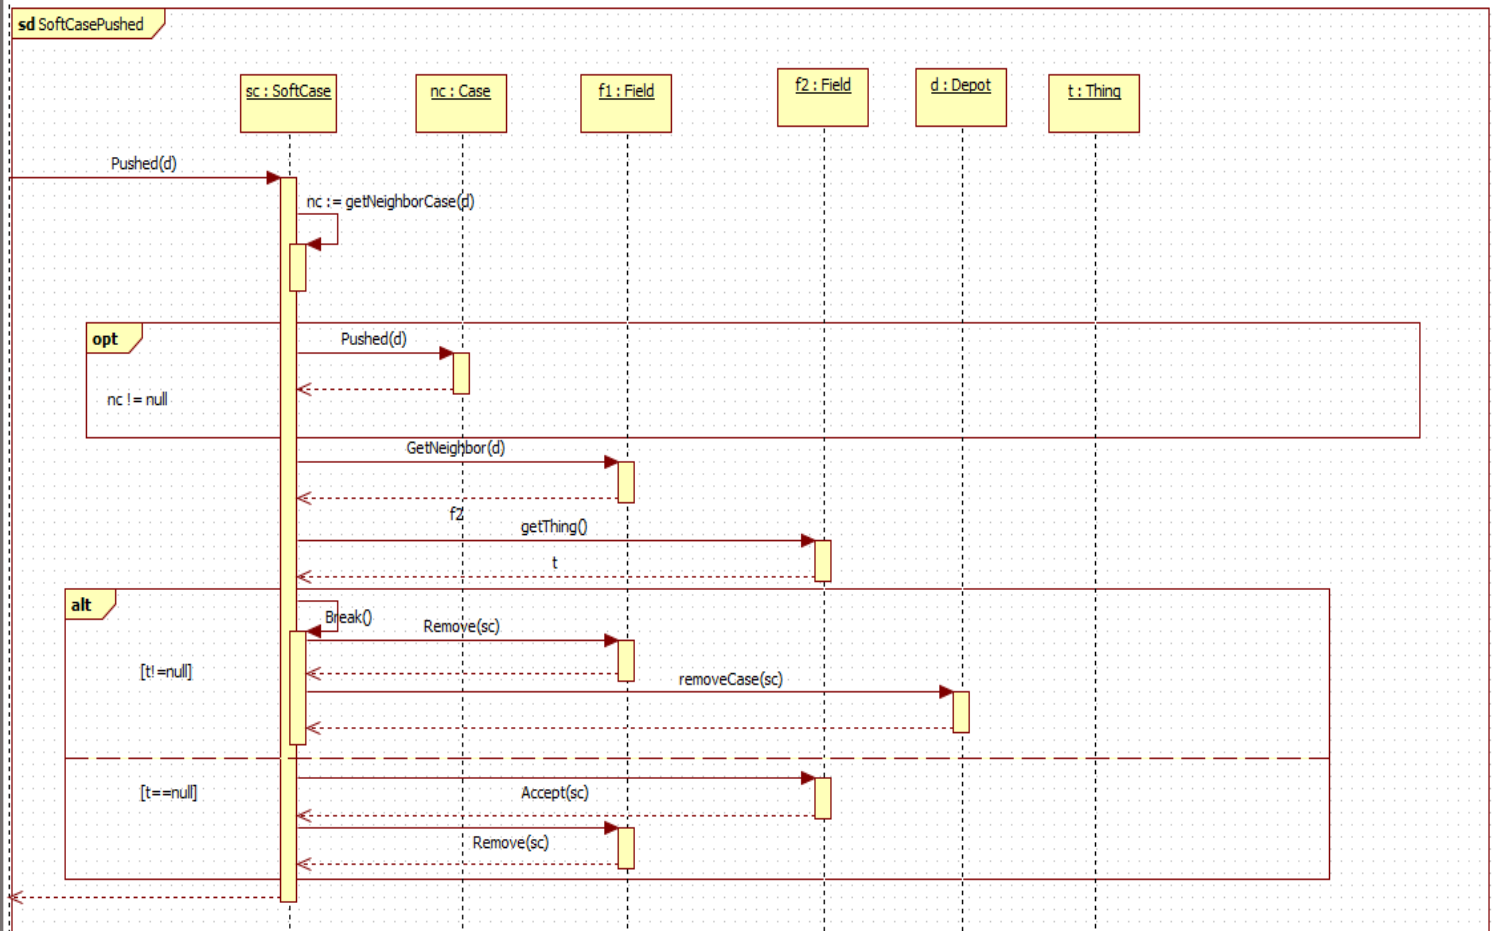 sd SoftCasePushed
sc : SoftCase
nc : Case
f1 : Field
f2 : Field
d : Depot
t : Thing
Pushed(d)
nc := getNeighborCase(d)
opt
Pushed(d)
nc != null
GetNeighbor(d)
f2
getThing()
t
alt
Break()
Remove(sc)
[t!=null]
removeCase(sc)
[t==null]
Accept(sc)
Remove(sc)